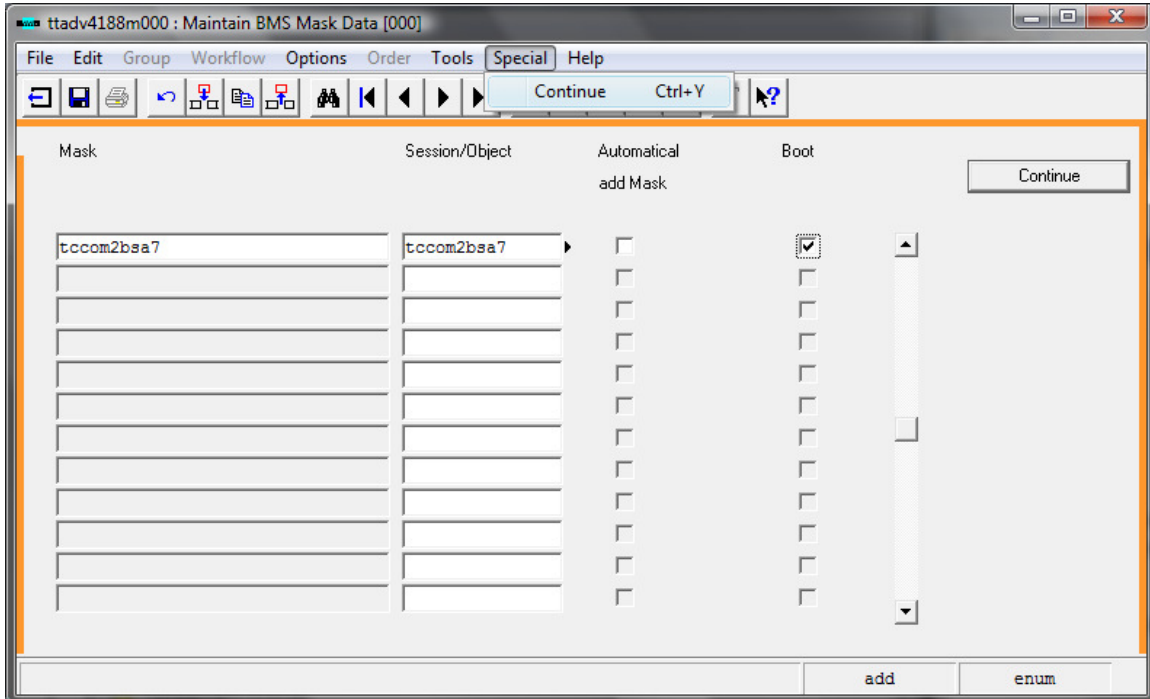 ttadv4188m000 : Maintain BMS Mask Data [000]
File Edit Group Workflow Options Order Tools Special Help
Continue Ctrl+Y
Mask Session/Object Automatical Boot
add Mask
Continue
tccom2bsa7 tccom2bsa7
add enum